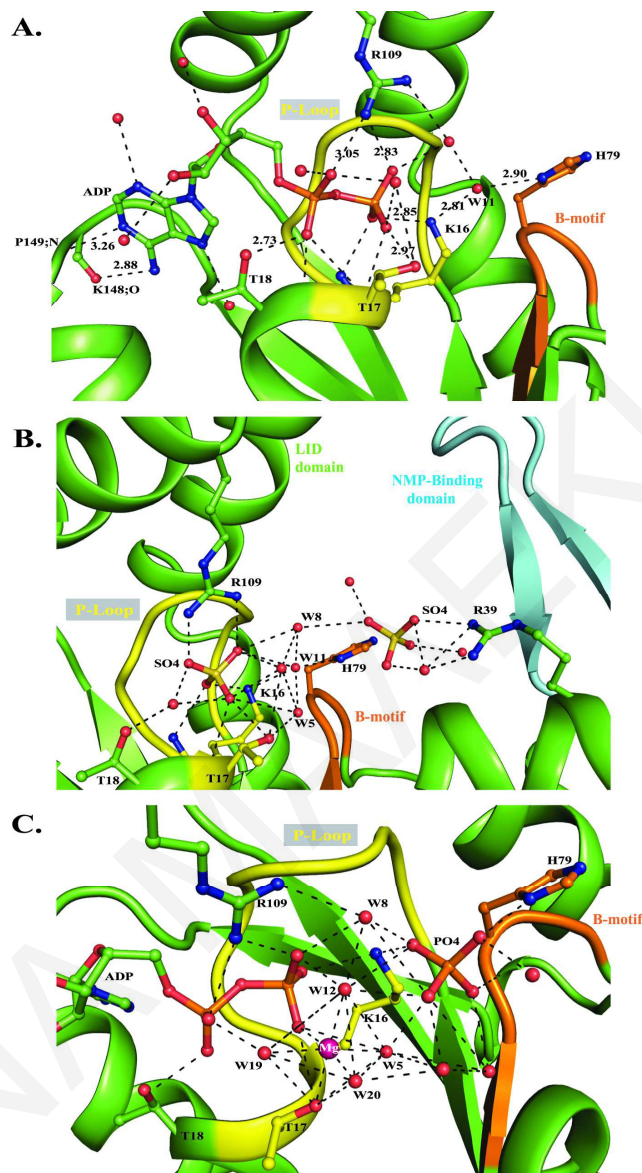 A.
R109
P-Loop
3.05
2.83
H79
2.90
ADP
2.85
2.81
W11
K16
B-motif
P149;N
3.26
2.73
2.97
2.88
K148;O
T18
T17
B.
LID
domain
NMP-Binding
domain
R109
P-Loop
W8
SO4
R39
SO4
W11
H79
K16
B-motif
W5
T18
T17
C.
P-Loop
H79
R109
W8
B-motif
PO4
ADP
W12
K16
Mg
W19
W5
W20
T18
T17